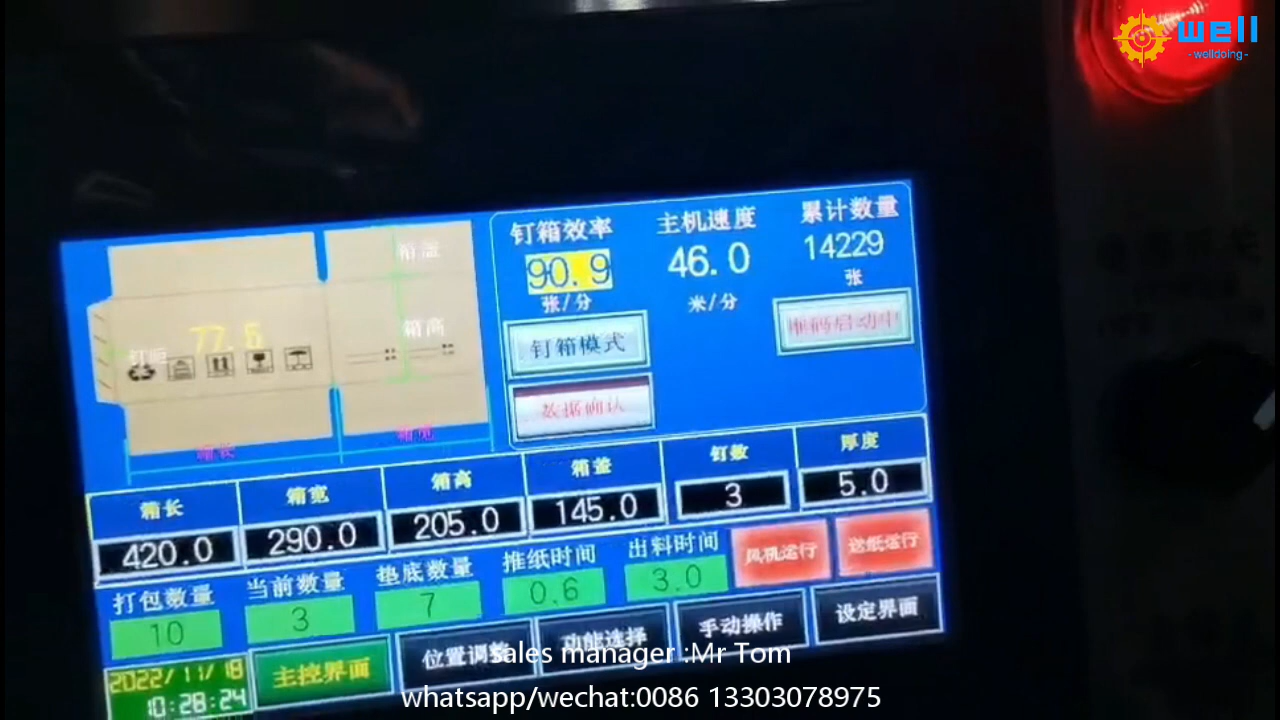 well
-welldoing-
钉箱效率
主机速度
累计数量
90.9
46.0
14229
张/分
米/分
张
钉箱模式
堆码启动中
数据确认
箱盖
箱高
77.5
钉距
箱长
箱宽
箱长
箱宽
箱高
箱盖
钉数
厚度
420.0
290.0
205.0
145.0
3
5.0
打包数量
当前数量
垫底数量
推纸时间
出料时间
风机运行
送纸运行
10
3
7
0.6
3.0
2022/11/18
10:28:24
主控界面
位置调整
功能选择
手动操作
设定界面
Sales manager :Mr Tom
whatsapp/wechat:0086 13303078975